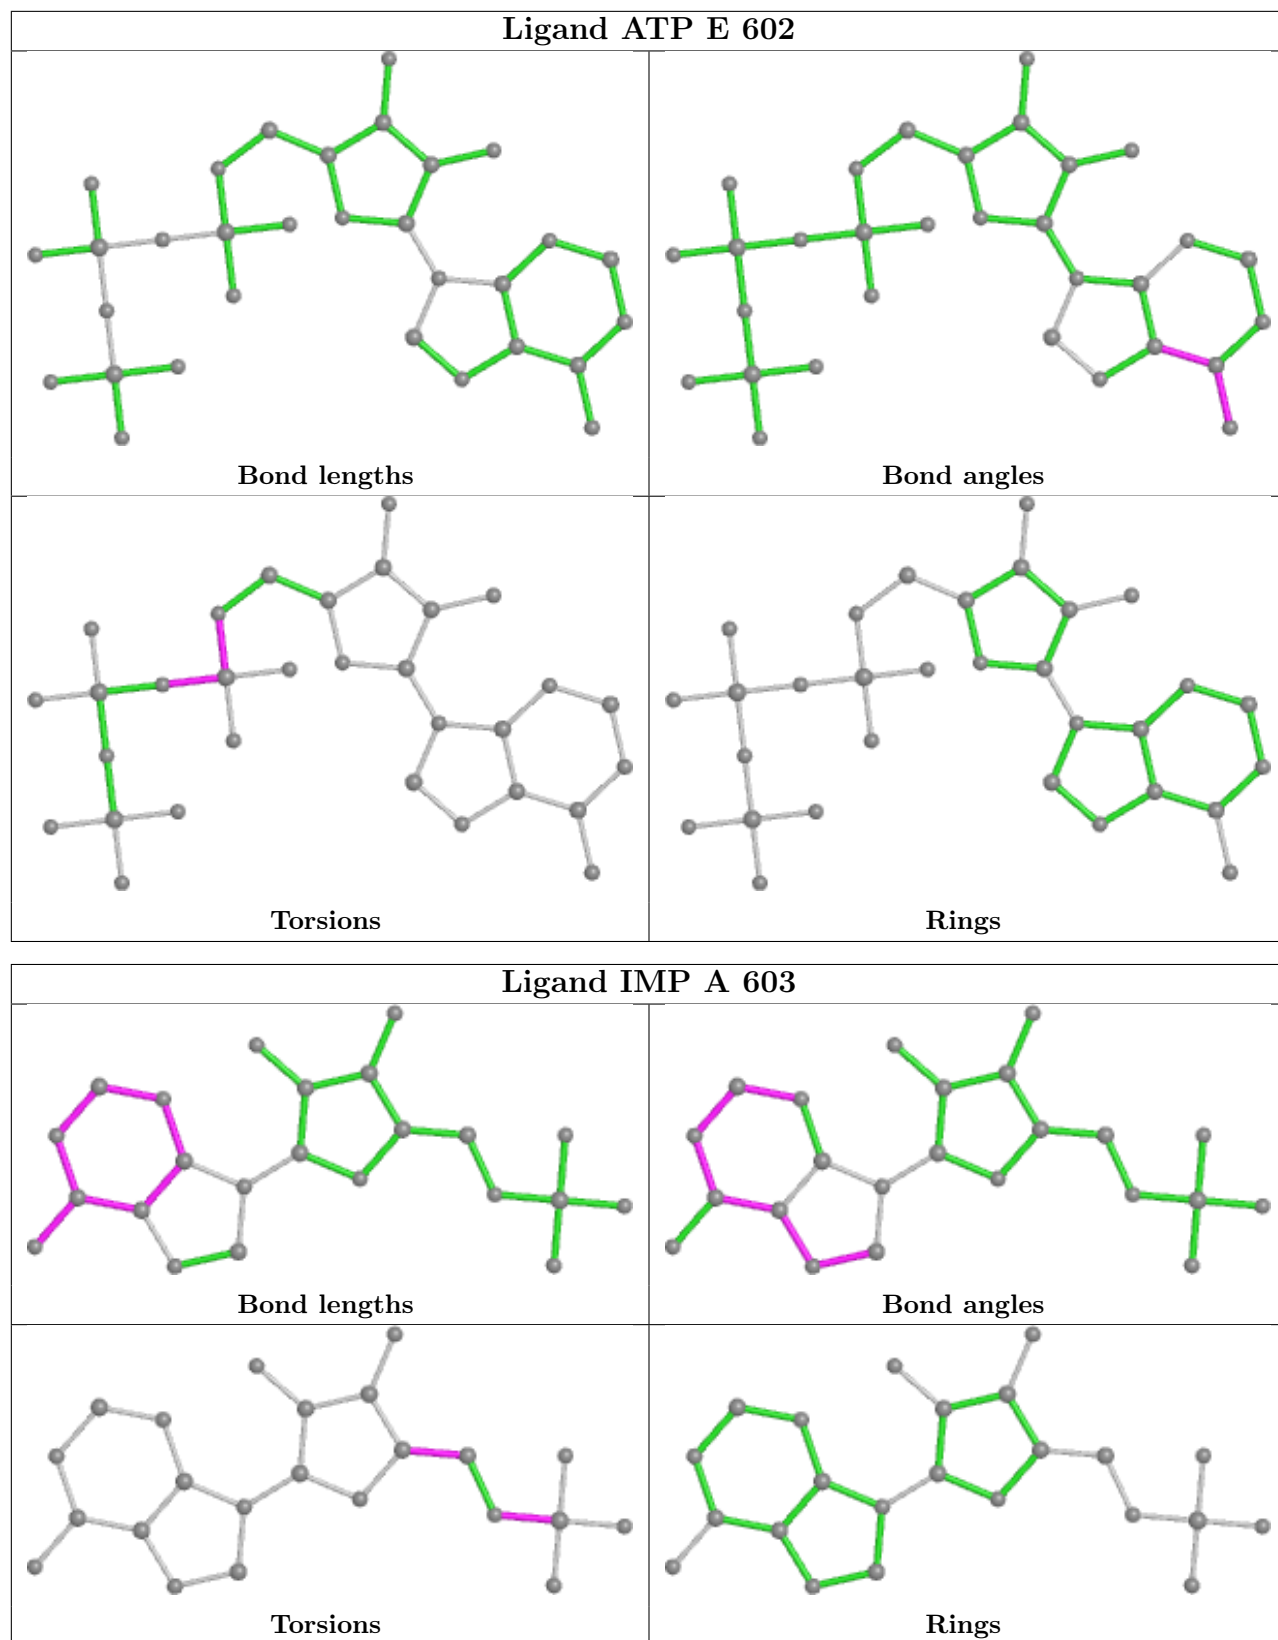 Ligand ATP E 602
Bond lengths
Bond angles
Torsions
Rings
Ligand IMP A 603
Bond lengths
Bond angles
Torsions
Rings